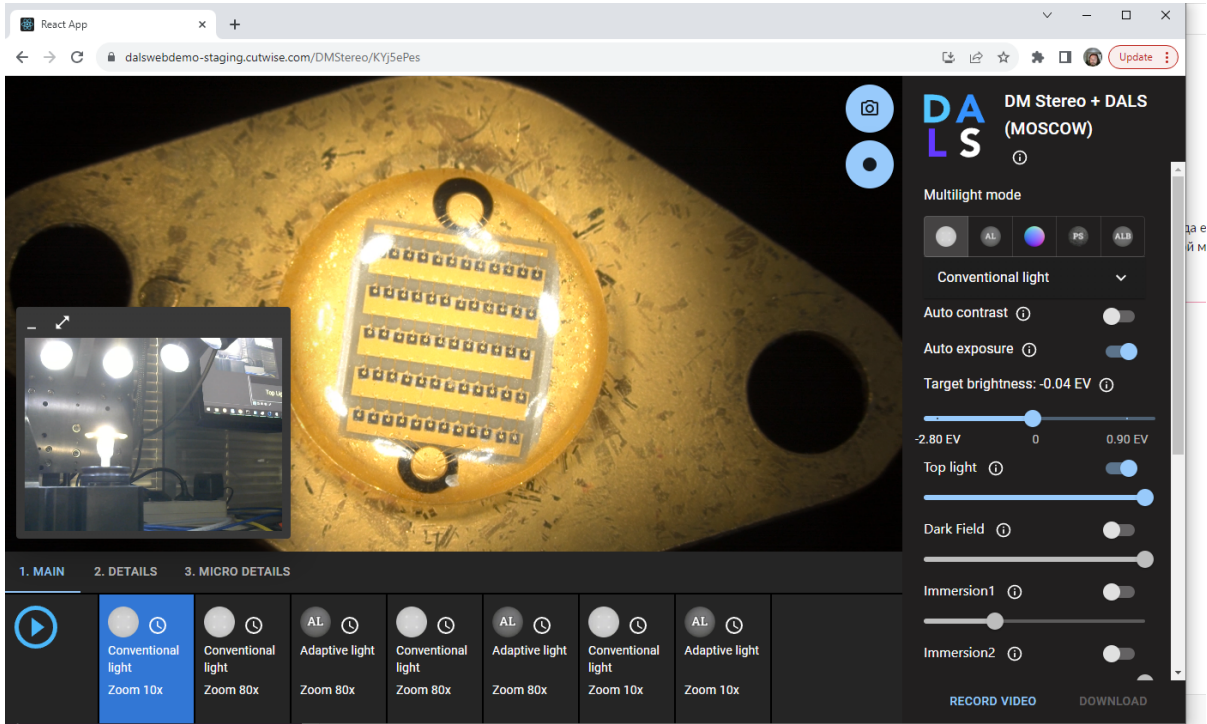 React App
dalswebdemo-staging.cutwise.com/DMStereo/KYj5ePes
Update
DALS
DM Stereo + DALS
(MOSCOW)
Multilight mode
AL
PS
ALB
Conventional light
Auto contrast
Auto exposure
Target brightness: -0.04 EV
-2.80 EV
0
0.90 EV
Top light
Dark Field
Immersion1
Immersion2
RECORD VIDEO
DOWNLOAD
1. MAIN
2. DETAILS
3. MICRO DETAILS
Conventional
light
Zoom 10x
Conventional
light
Zoom 80x
AL
Adaptive light
Zoom 80x
Conventional
light
Zoom 80x
AL
Adaptive light
Zoom 80x
Conventional
light
Zoom 10x
AL
Adaptive light
Zoom 10x